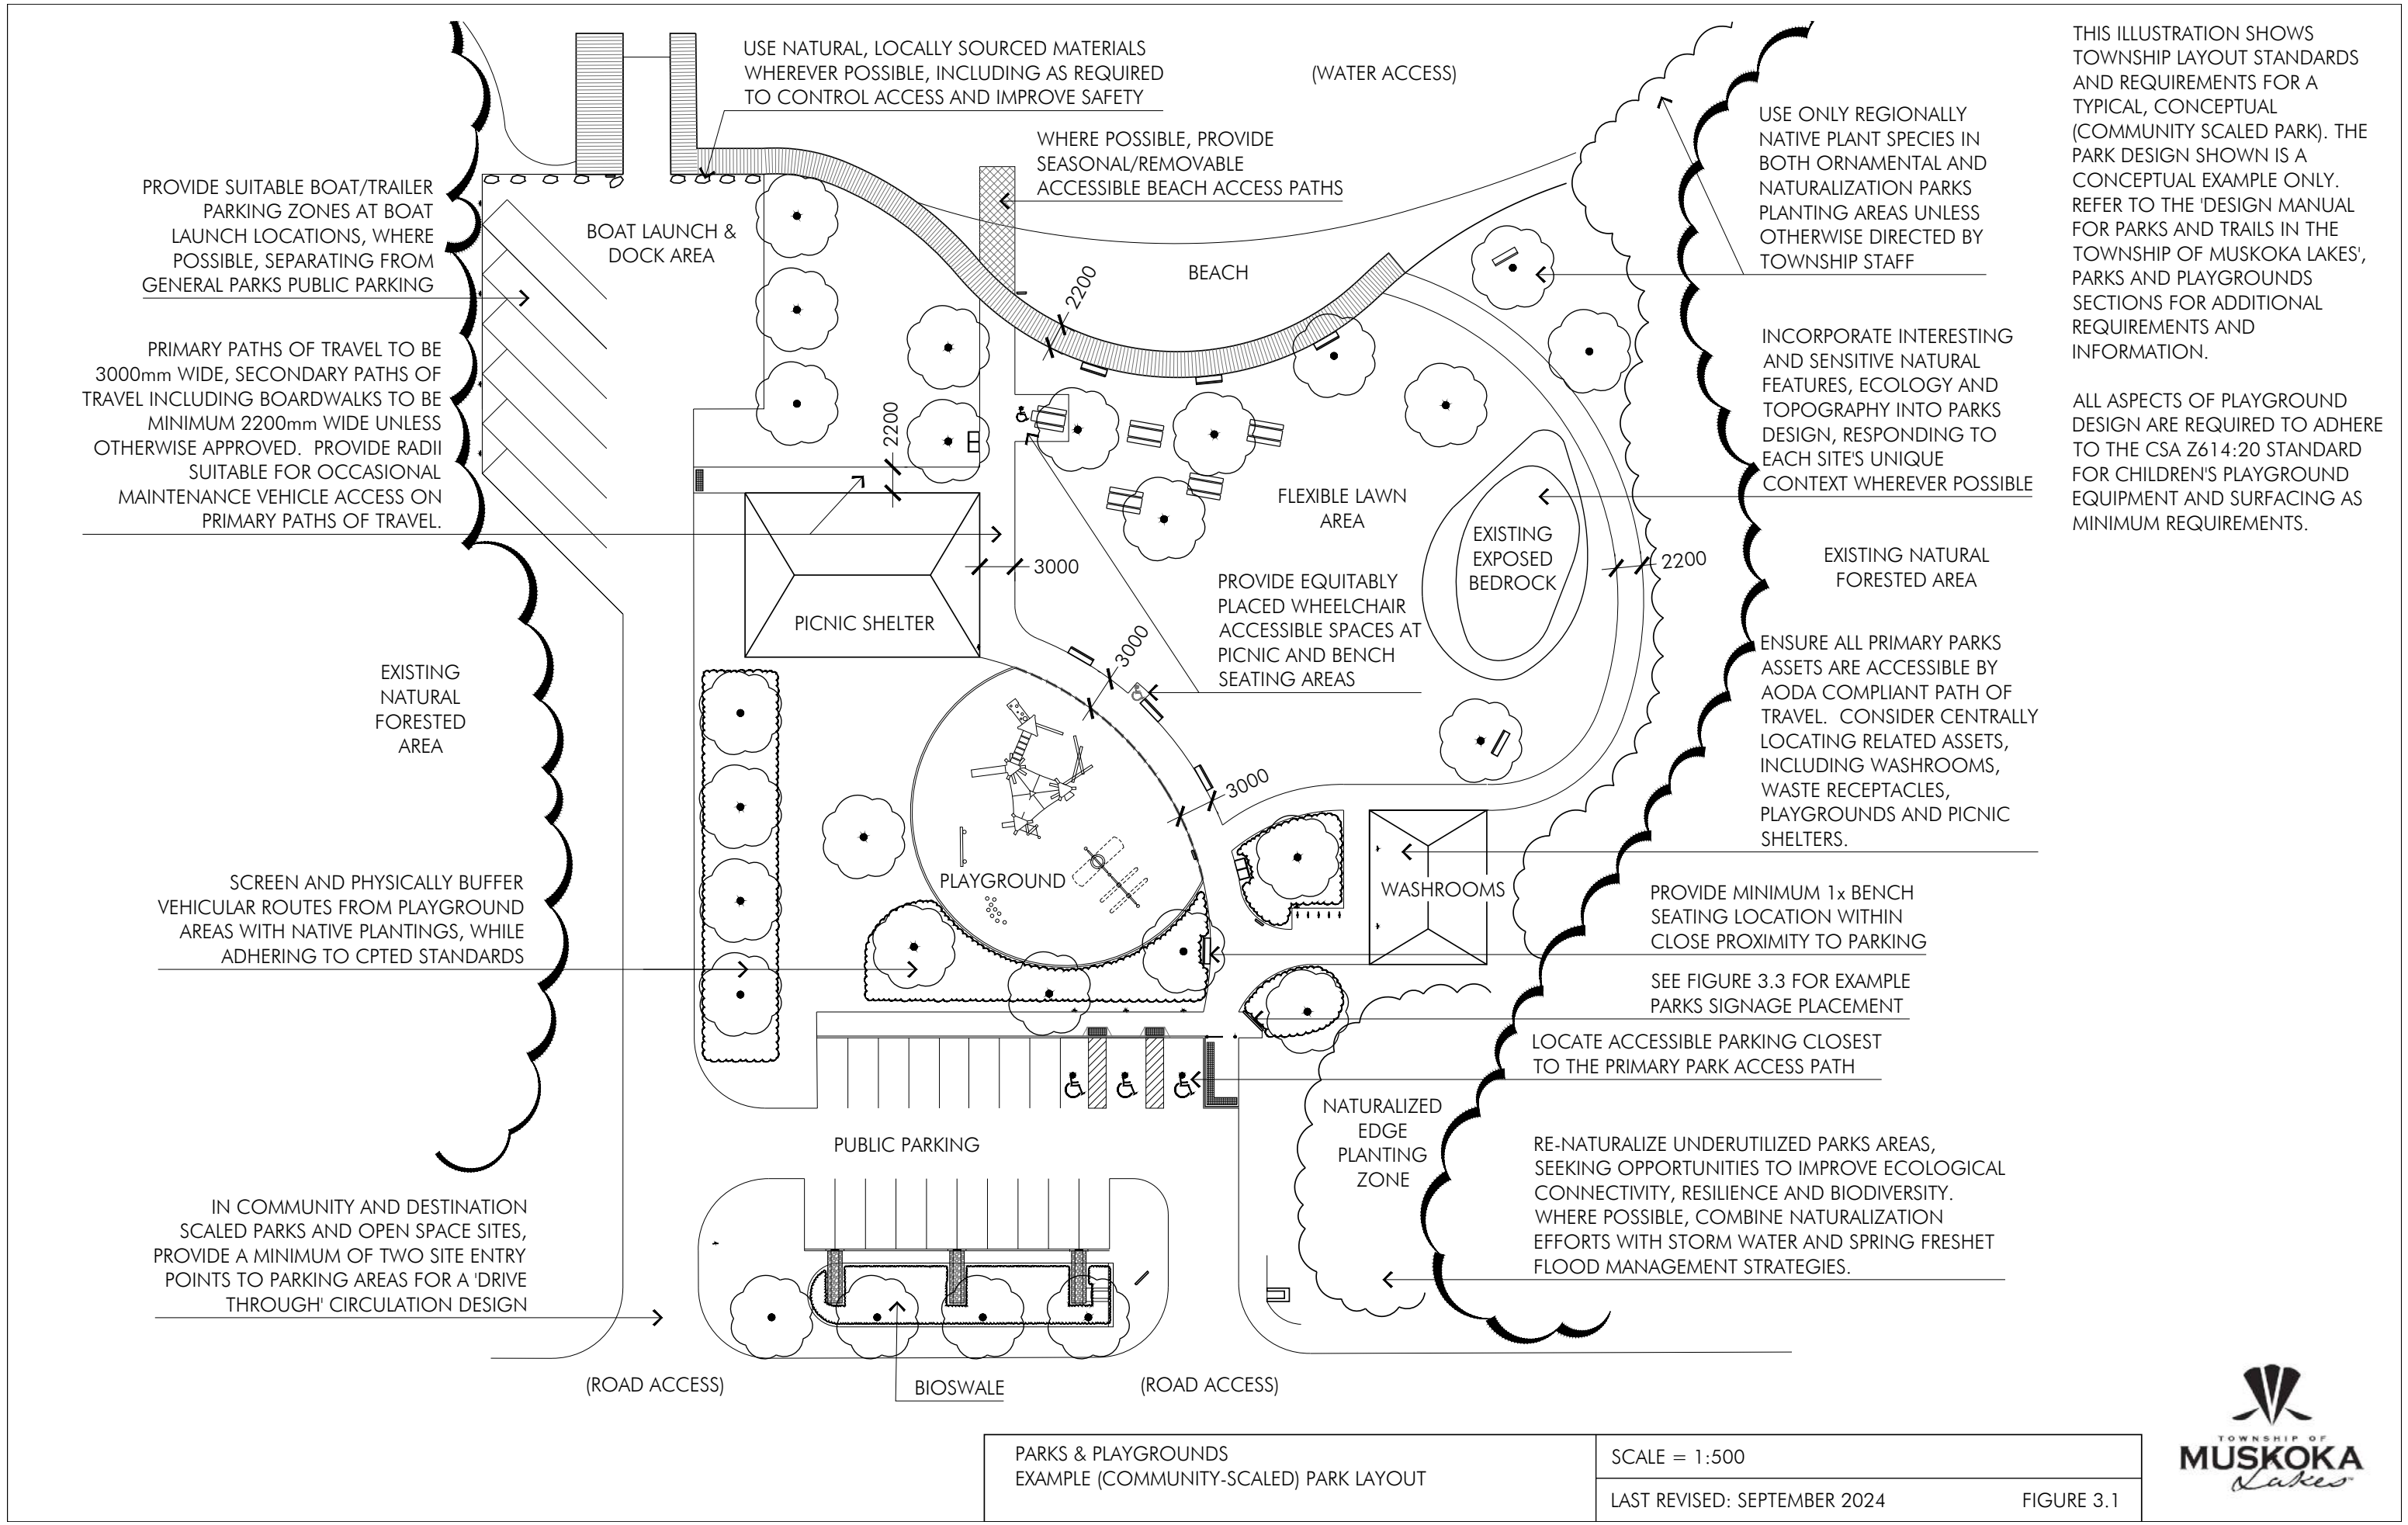 USE NATURAL, LOCALLY SOURCED MATERIALS
WHEREVER POSSIBLE, INCLUDING AS REQUIRED
TO CONTROL ACCESS AND IMPROVE SAFETY
(WATER ACCESS)
WHERE POSSIBLE, PROVIDE
SEASONAL/REMOVABLE
ACCESSIBLE BEACH ACCESS PATHS
USE ONLY REGIONALLY
NATIVE PLANT SPECIES IN
BOTH ORNAMENTAL AND
NATURALIZATION PARKS
PLANTING AREAS UNLESS
OTHERWISE DIRECTED BY
TOWNSHIP STAFF
THIS ILLUSTRATION SHOWS
TOWNSHIP LAYOUT STANDARDS
AND REQUIREMENTS FOR A
TYPICAL, CONCEPTUAL
(COMMUNITY SCALED PARK). THE
PARK DESIGN SHOWN IS A
CONCEPTUAL EXAMPLE ONLY.
REFER TO THE 'DESIGN MANUAL
FOR PARKS AND TRAILS IN THE
TOWNSHIP OF MUSKOKA LAKES',
PARKS AND PLAYGROUNDS
SECTIONS FOR ADDITIONAL
REQUIREMENTS AND
INFORMATION.
ALL ASPECTS OF PLAYGROUND
DESIGN ARE REQUIRED TO ADHERE
TO THE CSA Z614:20 STANDARD
FOR CHILDREN'S PLAYGROUND
EQUIPMENT AND SURFACING AS
MINIMUM REQUIREMENTS.
PROVIDE SUITABLE BOAT/TRAILER
PARKING ZONES AT BOAT
LAUNCH LOCATIONS, WHERE
POSSIBLE, SEPARATING FROM
GENERAL PARKS PUBLIC PARKING
BOAT LAUNCH &
DOCK AREA
BEACH
2200
INCORPORATE INTERESTING
AND SENSITIVE NATURAL
FEATURES, ECOLOGY AND
TOPOGRAPHY INTO PARKS
DESIGN, RESPONDING TO
EACH SITE'S UNIQUE
CONTEXT WHEREVER POSSIBLE
PRIMARY PATHS OF TRAVEL TO BE
3000mm WIDE, SECONDARY PATHS OF
TRAVEL INCLUDING BOARDWALKS TO BE
MINIMUM 2200mm WIDE UNLESS
OTHERWISE APPROVED.  PROVIDE RADII
SUITABLE FOR OCCASIONAL
MAINTENANCE VEHICLE ACCESS ON
PRIMARY PATHS OF TRAVEL.
2200
FLEXIBLE LAWN
AREA
EXISTING
EXPOSED
BEDROCK
2200
EXISTING NATURAL
FORESTED AREA
3000
PICNIC SHELTER
PROVIDE EQUITABLY
PLACED WHEELCHAIR
ACCESSIBLE SPACES AT
PICNIC AND BENCH
SEATING AREAS
3000
ENSURE ALL PRIMARY PARKS
ASSETS ARE ACCESSIBLE BY
AODA COMPLIANT PATH OF
TRAVEL.  CONSIDER CENTRALLY
LOCATING RELATED ASSETS,
INCLUDING WASHROOMS,
WASTE RECEPTACLES,
PLAYGROUNDS AND PICNIC
SHELTERS.
EXISTING
NATURAL
FORESTED
AREA
3000
PLAYGROUND
WASHROOMS
SCREEN AND PHYSICALLY BUFFER
VEHICULAR ROUTES FROM PLAYGROUND
AREAS WITH NATIVE PLANTINGS, WHILE
ADHERING TO CPTED STANDARDS
PROVIDE MINIMUM 1x BENCH
SEATING LOCATION WITHIN
CLOSE PROXIMITY TO PARKING
SEE FIGURE 3.3 FOR EXAMPLE
PARKS SIGNAGE PLACEMENT
LOCATE ACCESSIBLE PARKING CLOSEST
TO THE PRIMARY PARK ACCESS PATH
NATURALIZED
EDGE
PLANTING
ZONE
PUBLIC PARKING
RE-NATURALIZE UNDERUTILIZED PARKS AREAS,
SEEKING OPPORTUNITIES TO IMPROVE ECOLOGICAL
CONNECTIVITY, RESILIENCE AND BIODIVERSITY.
WHERE POSSIBLE, COMBINE NATURALIZATION
EFFORTS WITH STORM WATER AND SPRING FRESHET
FLOOD MANAGEMENT STRATEGIES.
IN COMMUNITY AND DESTINATION
SCALED PARKS AND OPEN SPACE SITES,
PROVIDE A MINIMUM OF TWO SITE ENTRY
POINTS TO PARKING AREAS FOR A 'DRIVE
THROUGH' CIRCULATION DESIGN
(ROAD ACCESS)
BIOSWALE
(ROAD ACCESS)
PARKS & PLAYGROUNDS
EXAMPLE (COMMUNITY-SCALED) PARK LAYOUT
SCALE = 1:500
LAST REVISED: SEPTEMBER 2024
FIGURE 3.1
TOWNSHIP OF
MUSKOKA
Lakes